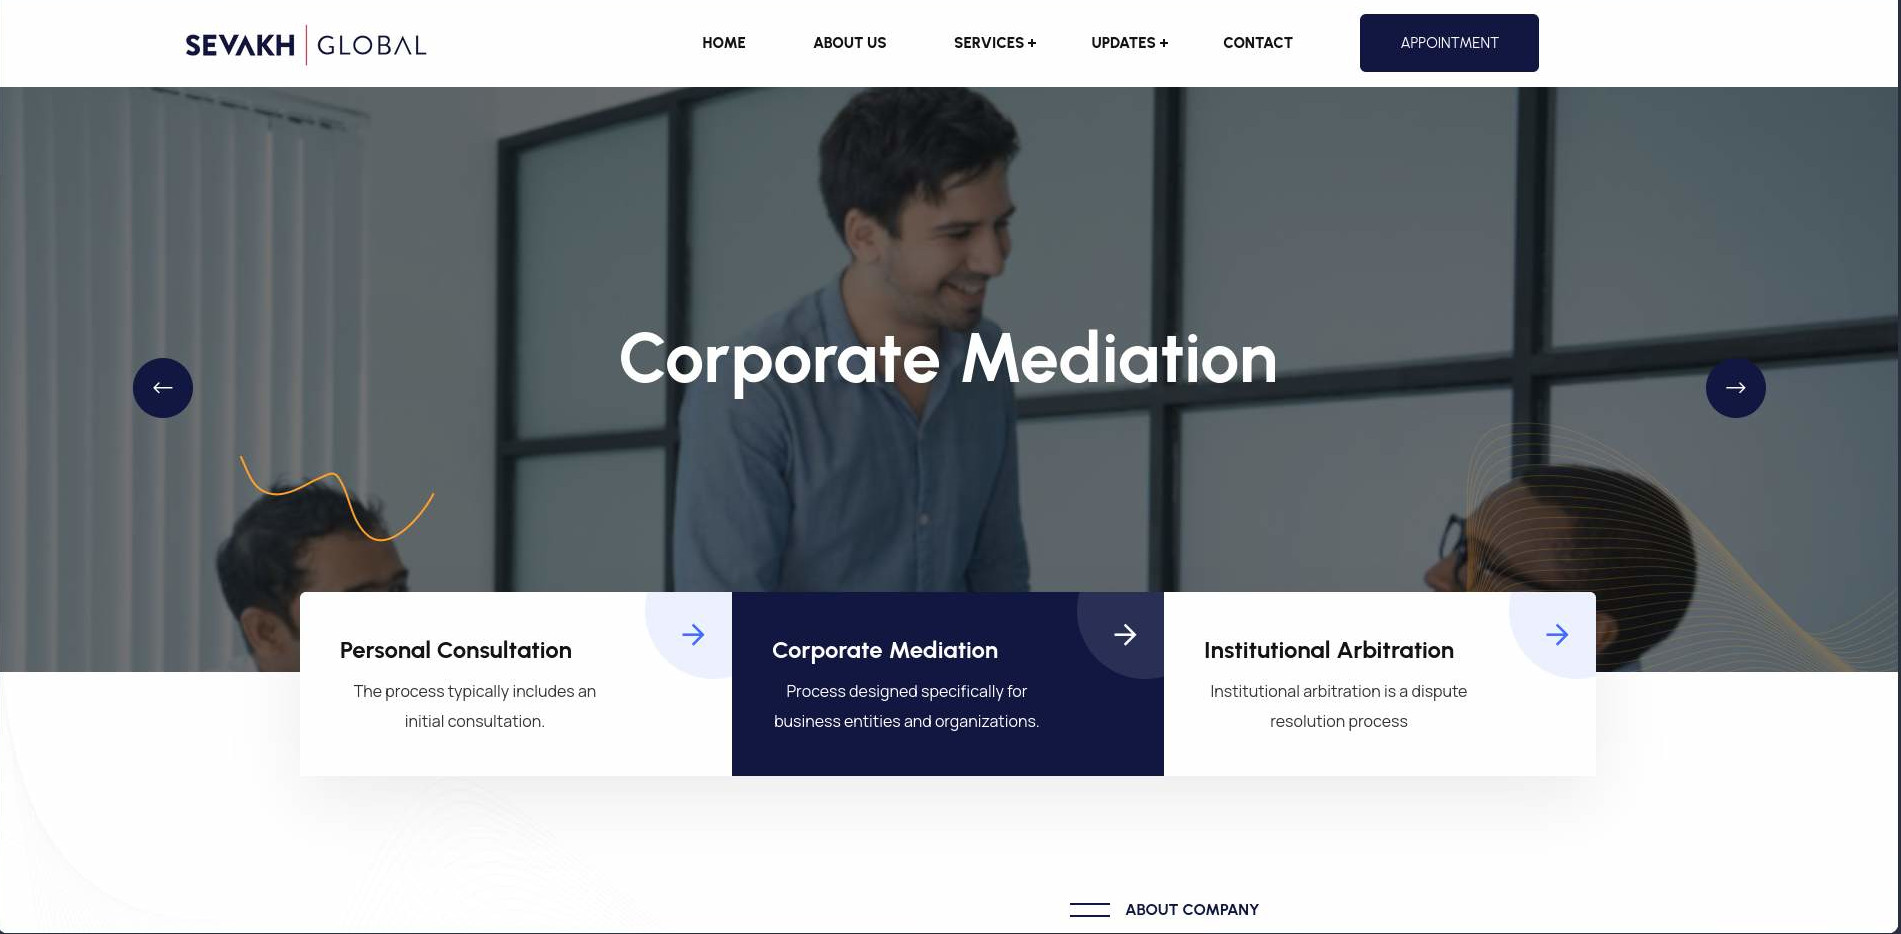 SEVAKH GLOBAL
HOME
ABOUT US
SERVICES +
UPDATES +
CONTACT
APPOINTMENT
Corporate Mediation
Personal Consultation
The process typically includes an
initial consultation.
Corporate Mediation
Process designed specifically for
business entities and organizations.
Institutional Arbitration
Institutional arbitration is a dispute
resolution process
ABOUT COMPANY